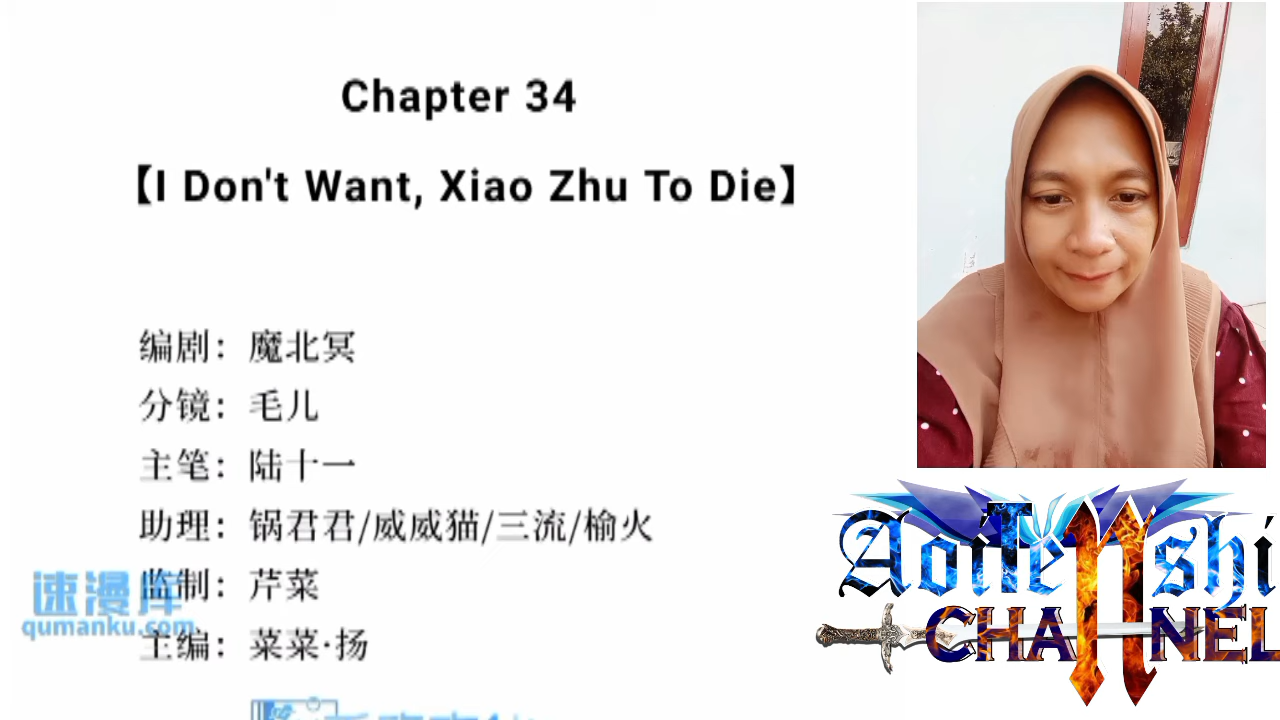 Chapter 34
【I Don't Want, Xiao Zhu To Die】
编剧：魔北冥
分镜：毛儿
主笔：陆十一
助理：锅君君/威威猫/三流/榆火
监制：芹菜
主编：菜菜·扬
速漫库
qumanku.com
Aoitenshi
CHANNEL